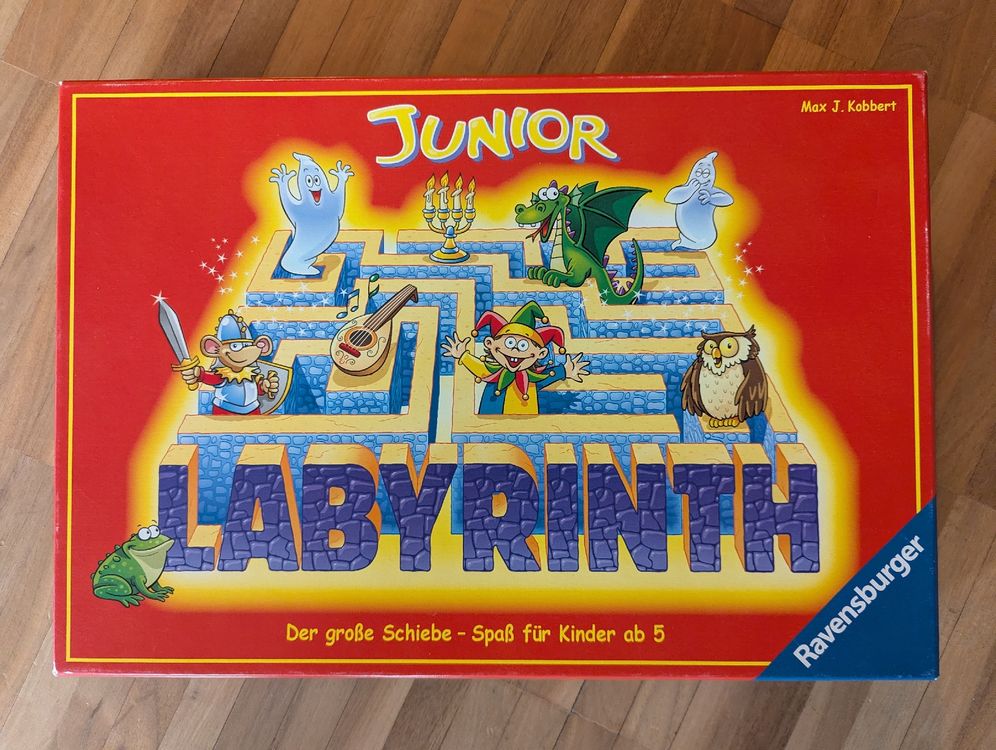 Max J. Kobbert
JUNIOR
LABYRINTH
Der große Schiebe - Spaß für Kinder ab 5
Ravensburger